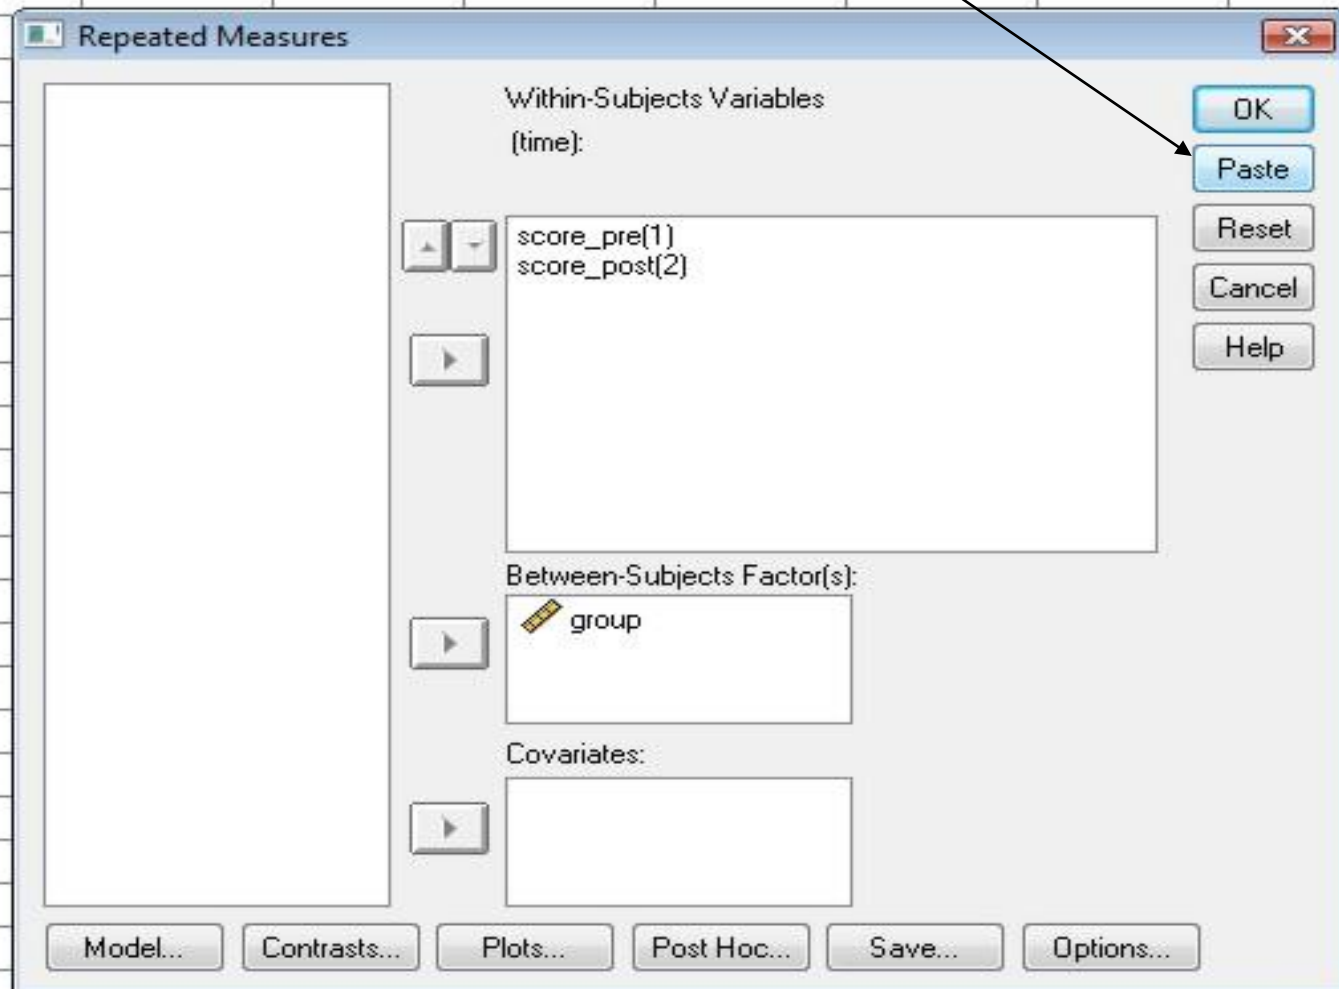 Repeated Measures
Within-Subjects Variables
(time):
score_pre(1)
score_post(2)
Between-Subjects Factor(s):
group
Covariates:
OK
Paste
Reset
Cancel
Help
Model...
Contrasts...
Plots...
Post Hoc...
Save...
Options...